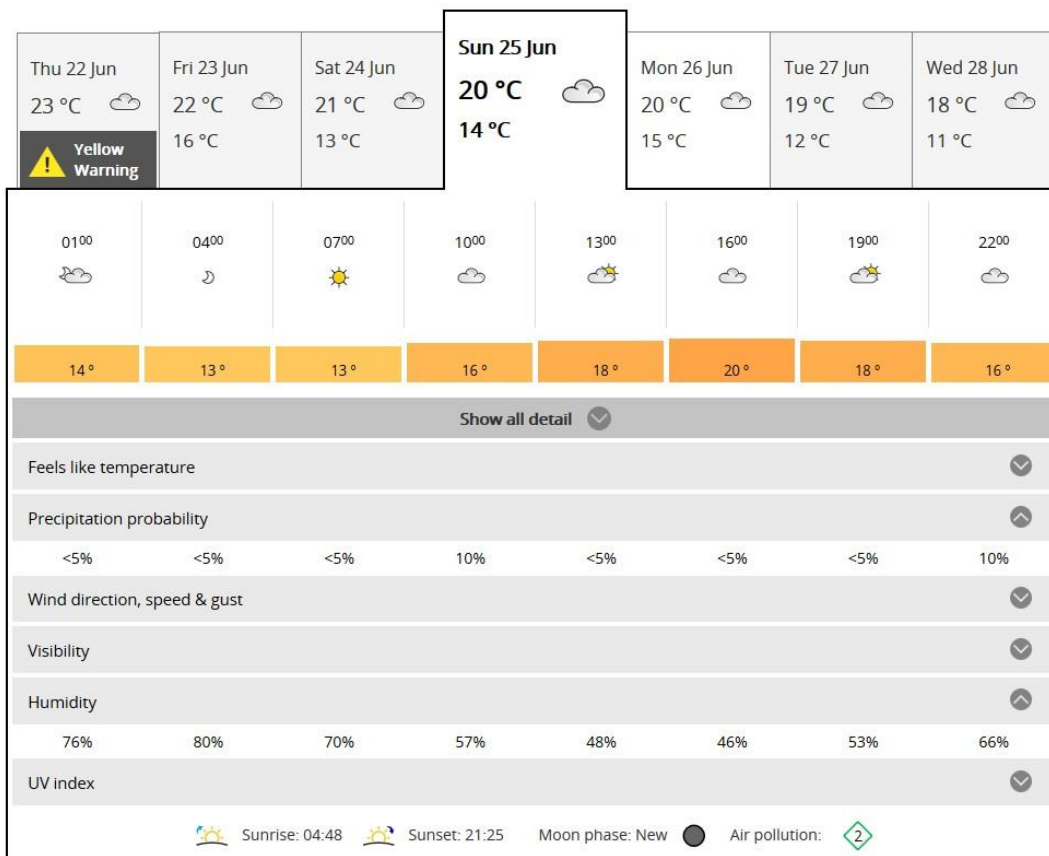 Thu 22 Jun
23 °C
Yellow
Warning
Fri 23 Jun
22 °C
16 °C
Sat 24 Jun
21 °C
13 °C
Sun 25 Jun
20 °C
14 °C
Mon 26 Jun
20 °C
15 °C
Tue 27 Jun
19 °C
12 °C
Wed 28 Jun
18 °C
11 °C
0100 0400 0700 1000 1300 1600 1900 2200
14 ° 13 ° 13 ° 16 ° 18 ° 20 ° 18 ° 16 °
Show all detail
Feels like temperature
Precipitation probability
<5% <5% <5% 10% <5% <5% <5% 10%
Wind direction, speed & gust
Visibility
Humidity
76% 80% 70% 57% 48% 46% 53% 66%
UV index
Sunrise: 04:48 Sunset: 21:25 Moon phase: New Air pollution: 2